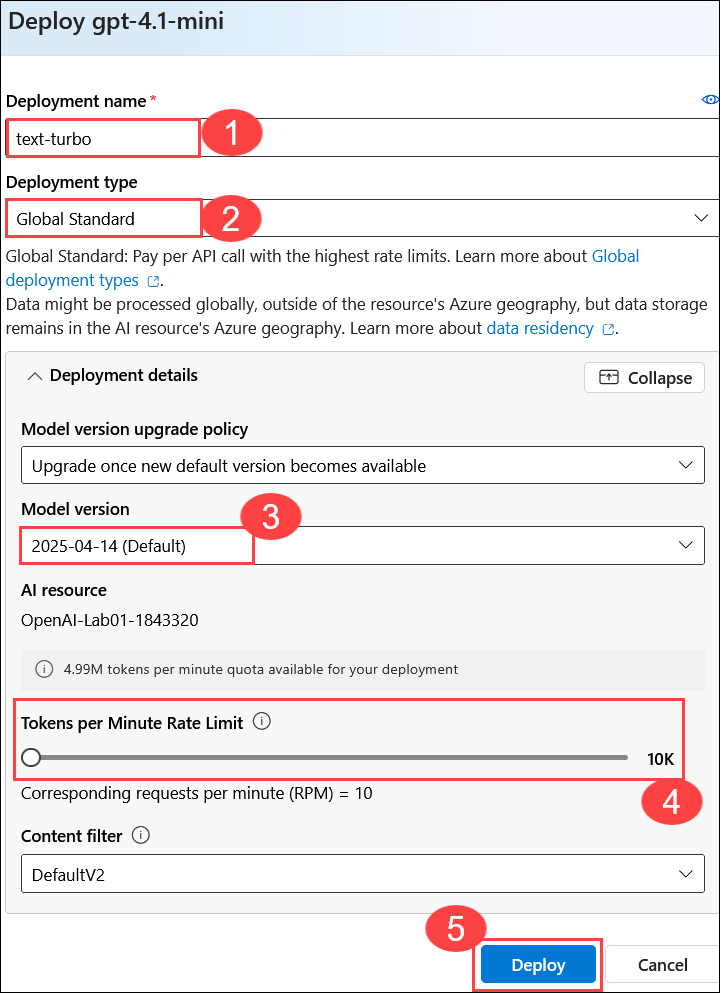 Deploy gpt-4.1-mini
Deployment name *
text-turbo
1
Deployment type
Global Standard
2
Global Standard: Pay per API call with the highest rate limits. Learn more about Global
deployment types .
Data might be processed globally, outside of the resource's Azure geography, but data storage
remains in the AI resource's Azure geography. Learn more about data residency .
Deployment details
Collapse
Model version upgrade policy
Upgrade once new default version becomes available
Model version
3
2025-04-14 (Default)
AI resource
OpenAI-Lab01-1843320
4.99M tokens per minute quota available for your deployment
Tokens per Minute Rate Limit
10K
Corresponding requests per minute (RPM) = 10
4
Content filter
DefaultV2
5
Deploy
Cancel